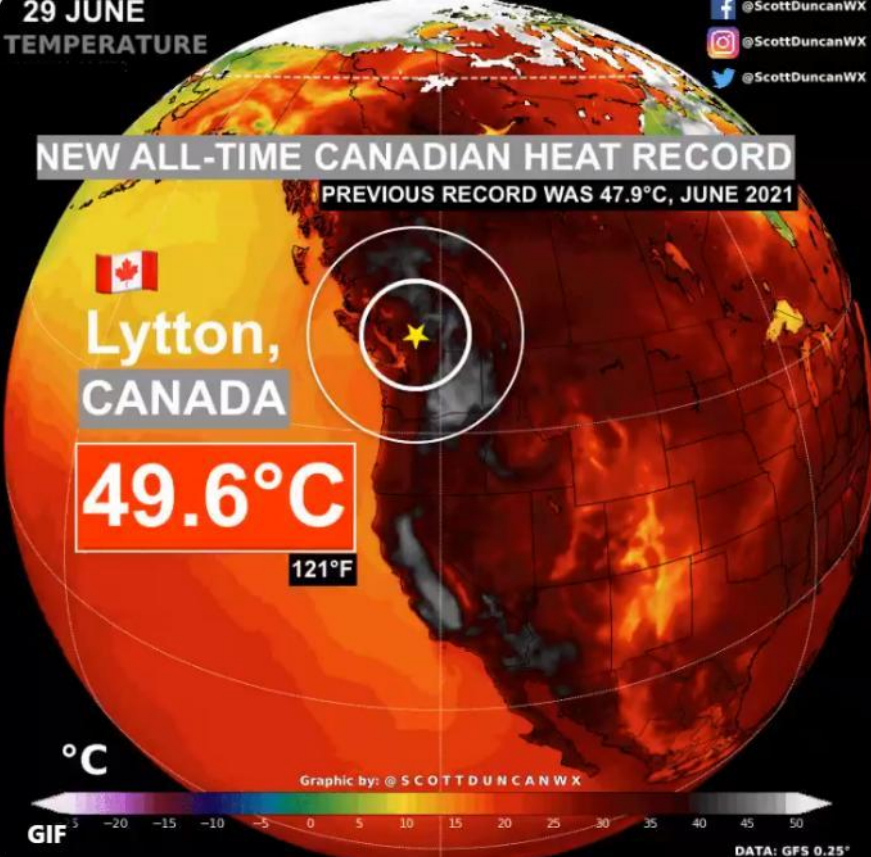 29 JUNE
TEMPERATURE
@ScottDuncanWX
@ScottDuncanWX
@ScottDuncanWX
NEW ALL-TIME CANADIAN HEAT RECORD
PREVIOUS RECORD WAS 47.9°C, JUNE 2021
Lytton,
CANADA
49.6°C
121°F
°C
Graphic by: @SCOTTDUNCANWX
-20 -15 -10 -5 0 5 10 15 20 25 30 35 40 45 50
GIF
DATA: GFS 0.25°